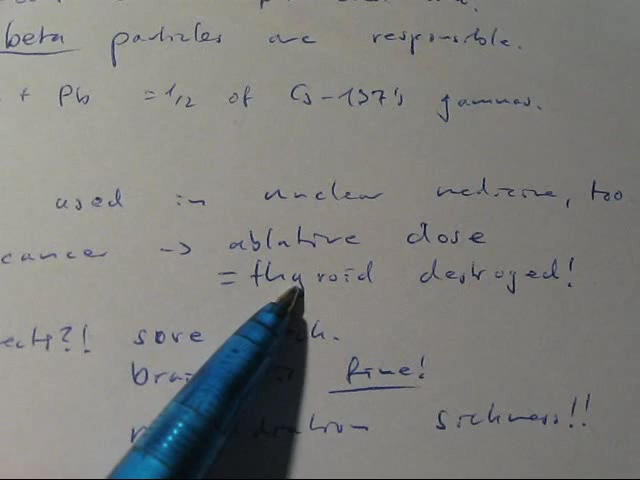 beta particles are responsible.
+ Pb = 1/2 of Cs-137's gammas.
used in nuclear medicine, too
cancer → ablative dose
= thyroid destroyed!
sore
fine!
sickness!!